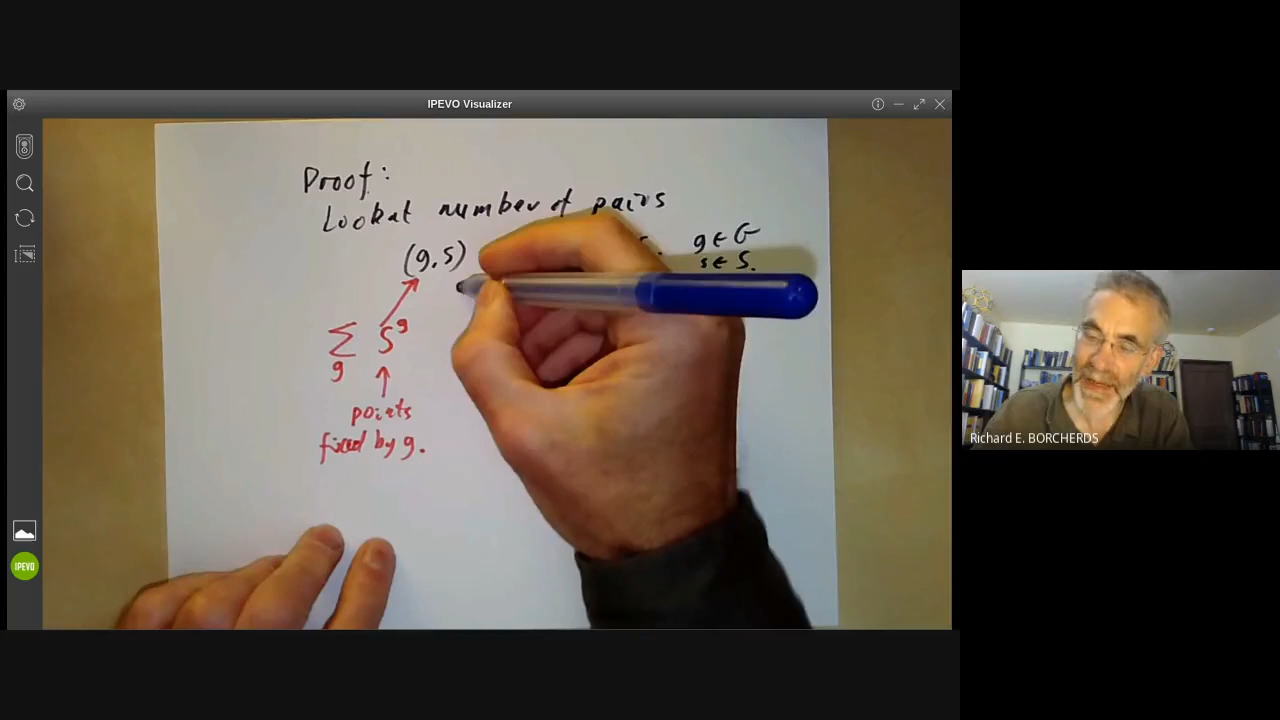 IPEVO Visualizer
Proof:
Look at number of pairs
(g,s) g ∈ G
s ∈ S.
∑ S^g
g
points
fixed by g.
IPEVO
Richard E. BORCHERDS